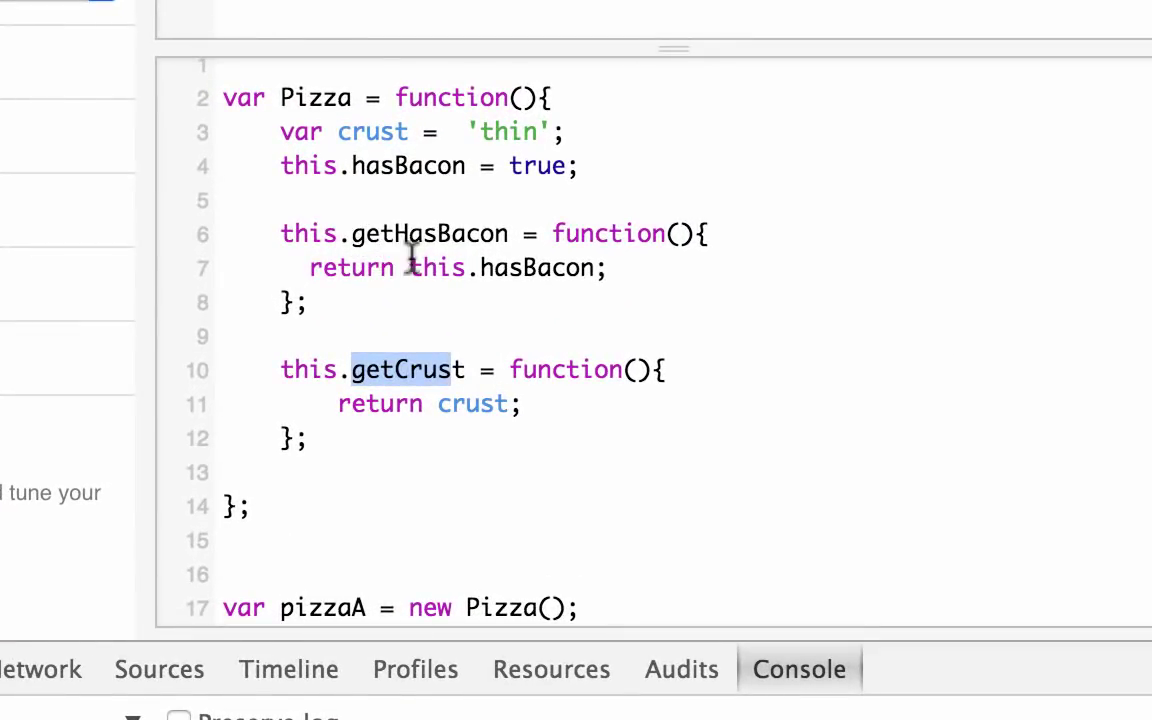 1
2 var Pizza = function(){
3 var crust =  'thin';
4 this.hasBacon = true;
5
6 this.getHasBacon = function(){
7 return this.hasBacon;
8 };
9
10 this.getCrust = function(){
11 return crust;
12 };
13
14 };
15
16
17 var pizzaA = new Pizza();
tune your
Sources Timeline Profiles Resources Audits Console
Preserve log